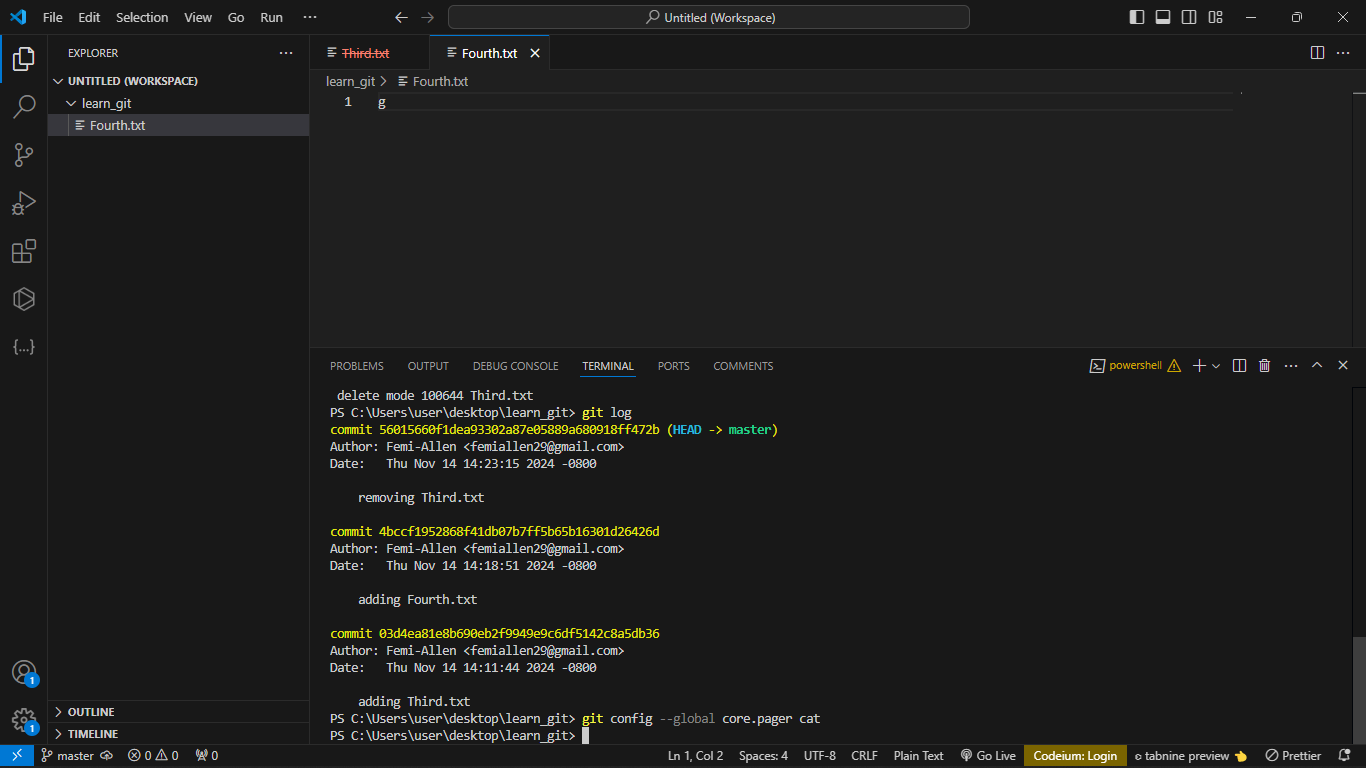 File Edit Selection View Go Run ··· Untitled (Workspace)
EXPLORER ···
UNTITLED (WORKSPACE)
learn_git
Fourth.txt
OUTLINE
TIMELINE
Third.txt Fourth.txt
learn_git > Fourth.txt
1 g
PROBLEMS OUTPUT DEBUG CONSOLE TERMINAL PORTS COMMENTS powershell
delete mode 100644 Third.txt
PS C:\Users\user\desktop\learn_git> git log
commit 56015660f1dea93302a87e05889a680918ff472b (HEAD -> master)
Author: Femi-Allen <femiallen29@gmail.com>
Date:   Thu Nov 14 14:23:15 2024 -0800
removing Third.txt
commit 4bccf1952868f41db07b7ff5b65b16301d26426d
Author: Femi-Allen <femiallen29@gmail.com>
Date:   Thu Nov 14 14:18:51 2024 -0800
adding Fourth.txt
commit 03d4ea81e8b690eb2f9949e9c6df5142c8a5db36
Author: Femi-Allen <femiallen29@gmail.com>
Date:   Thu Nov 14 14:11:44 2024 -0800
adding Third.txt
PS C:\Users\user\desktop\learn_git> git config --global core.pager cat
PS C:\Users\user\desktop\learn_git>
1
1
master 0 0 0 Ln 1, Col 2 Spaces: 4 UTF-8 CRLF Plain Text Go Live Codeium: Login tabnine preview Prettier